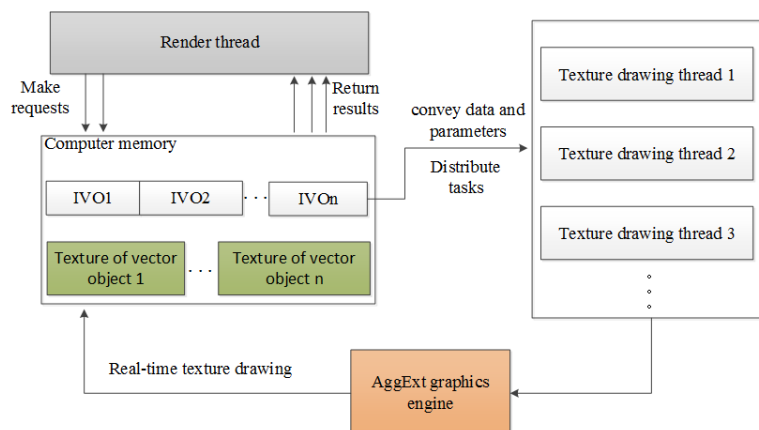 Render thread
Make
requests
Return
results
Computer memory
IVO1
IVO2
· · ·
IVOn
Texture of vector
object 1
· · ·
Texture of vector
object n
convey data and
parameters
Distribute
tasks
Texture drawing thread 1
Texture drawing thread 2
Texture drawing thread 3
Real-time texture drawing
AggExt graphics
engine